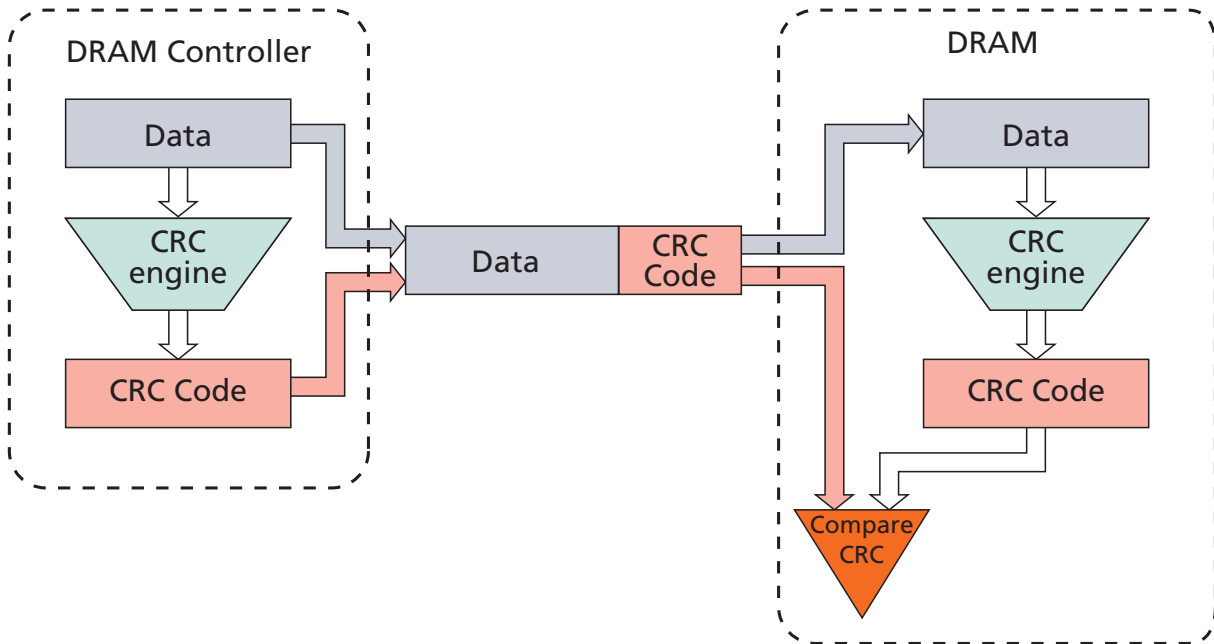 DRAM Controller
Data
CRC
engine
CRC Code
Data
CRC
Code
DRAM
Data
CRC
engine
CRC Code
Compare
CRC